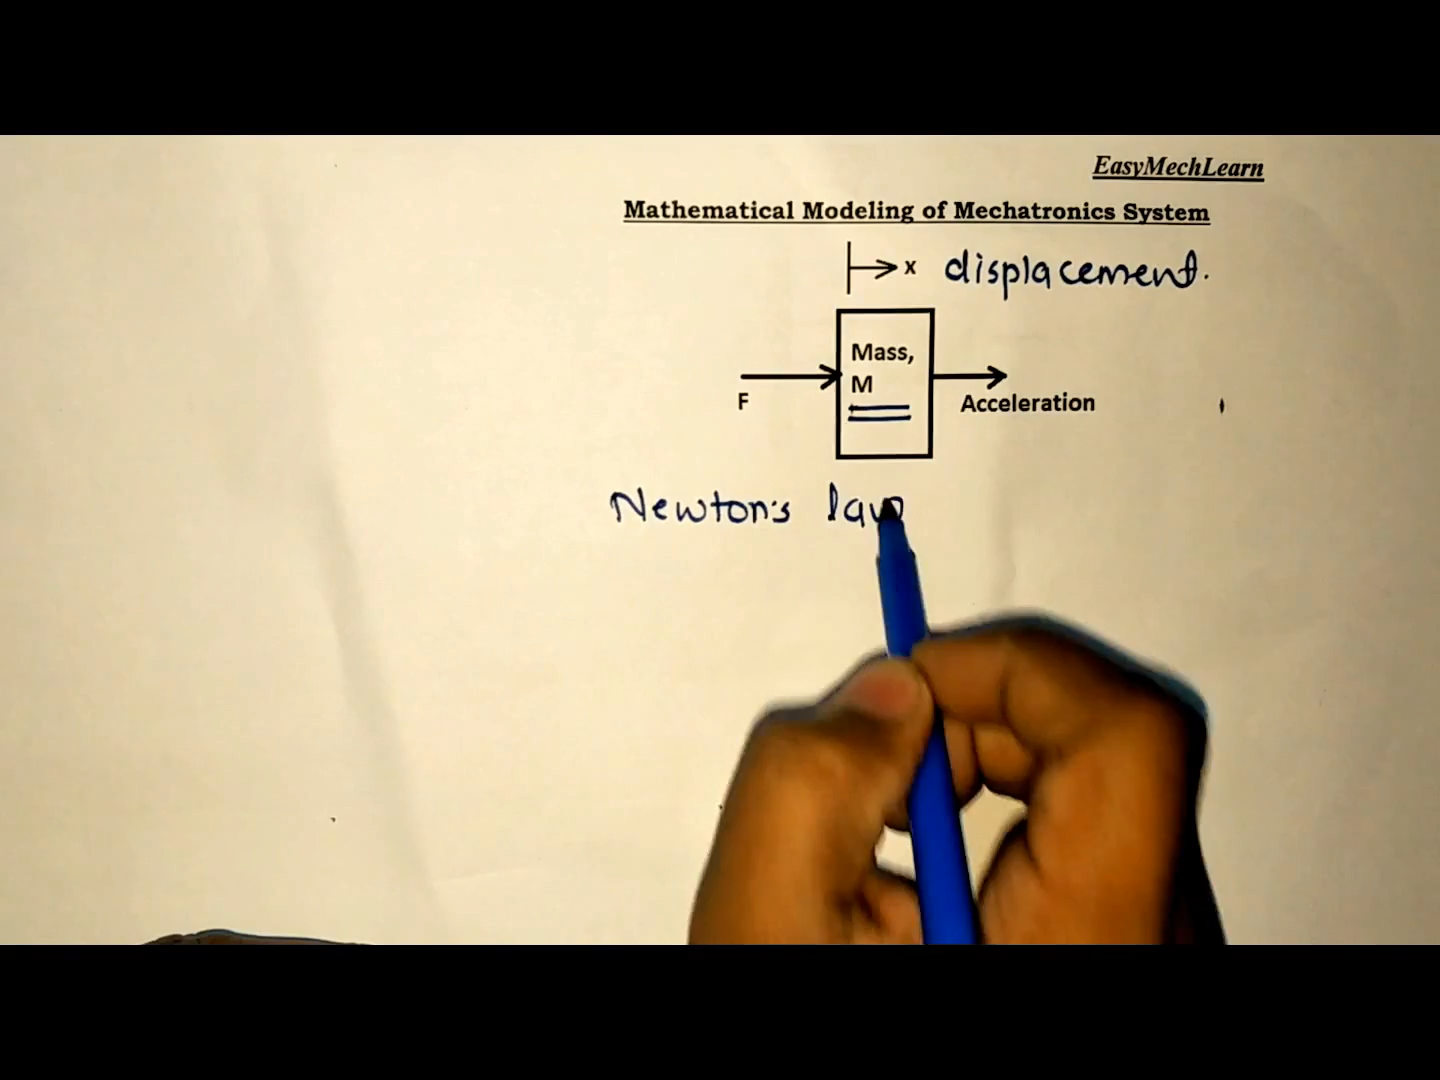 EasyMechLearn
Mathematical Modeling of Mechatronics System
x displacement.
Mass,
M
F
Acceleration
Newton's law